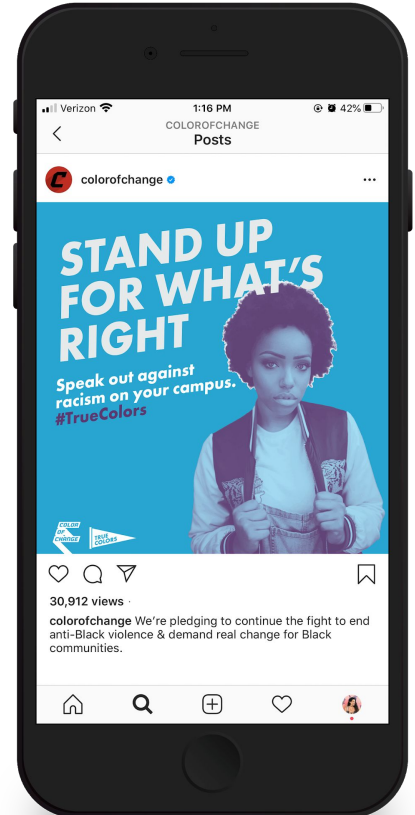 Verizon 1:16 PM 42%
COLOROFCHANGE
Posts
C colorofchange
STAND UP
FOR WHAT'S
RIGHT
Speak out against
racism on your campus.
#TrueColors
COLOR
OF
CHANGE
TRUE
COLORS
30,912 views ·
colorofchange We're pledging to continue the fight to end
anti-Black violence & demand real change for Black
communities.